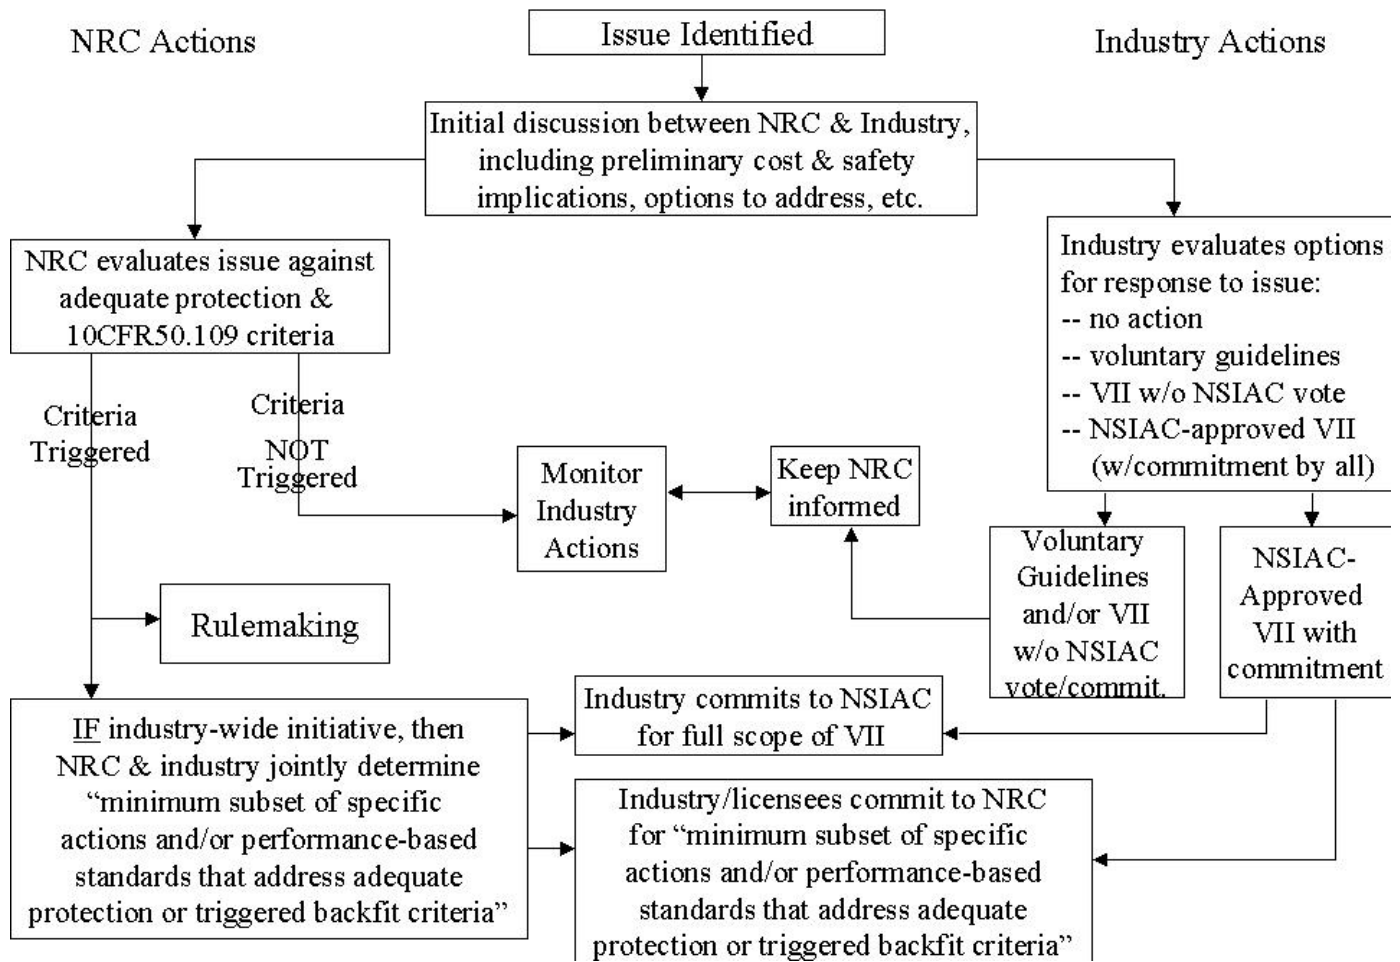 NRC Actions
Issue Identified
Industry Actions
Initial discussion between NRC & Industry,
including preliminary cost & safety
implications, options to address, etc.
NRC evaluates issue against
adequate protection &
10CFR50.109 criteria
Industry evaluates options
for response to issue:
-- no action
-- voluntary guidelines
-- VII w/o NSIAC vote
-- NSIAC-approved VII
(w/commitment by all)
Criteria
Triggered
Criteria
NOT
Triggered
Monitor
Industry
Actions
Keep NRC
informed
Voluntary
Guidelines
and/or VII
w/o NSIAC
vote/commit.
NSIAC-
Approved
VII with
commitment
Rulemaking
IF industry-wide initiative, then
NRC & industry jointly determine
“minimum subset of specific
actions and/or performance-based
standards that address adequate
protection or triggered backfit criteria”
Industry commits to NSIAC
for full scope of VII
Industry/licensees commit to NRC
for “minimum subset of specific
actions and/or performance-based
standards that address adequate
protection or triggered backfit criteria”